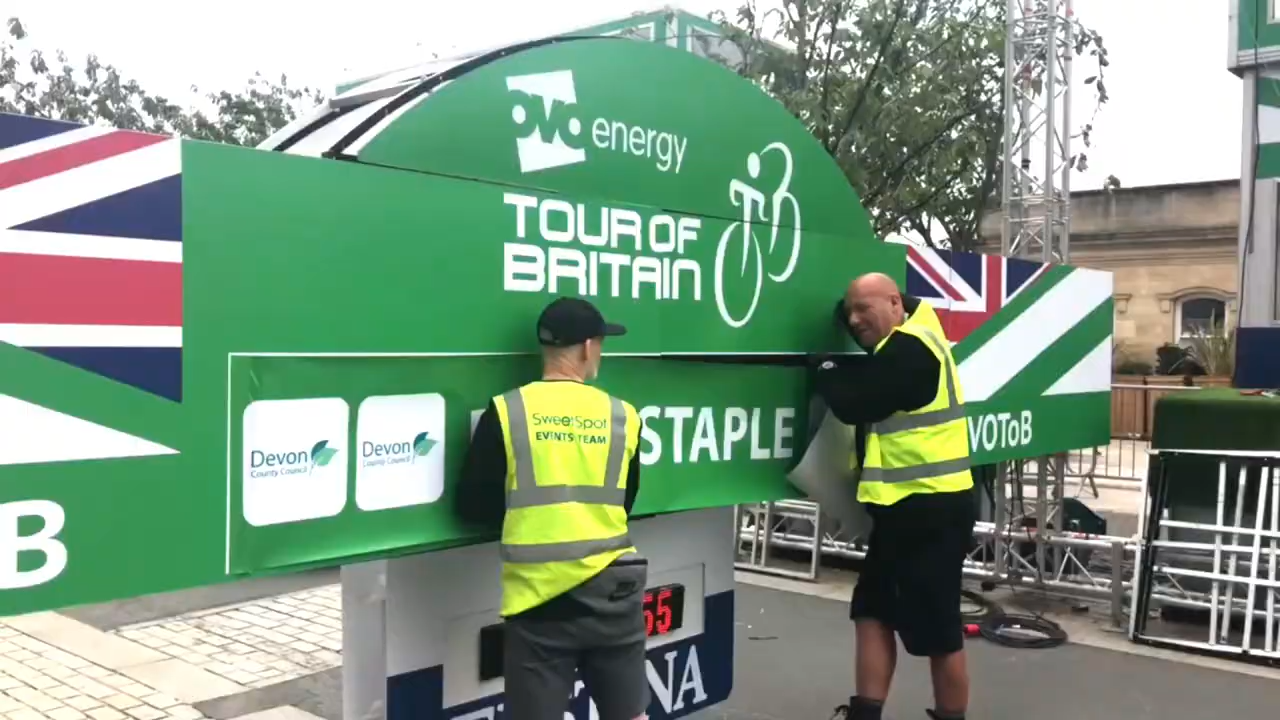 ovo energy
TOUR OF
BRITAIN
Devon
County Council
Devon
County Council
STAPLE
SweetSpot
EVENTS TEAM
VOToB
B
55
NA